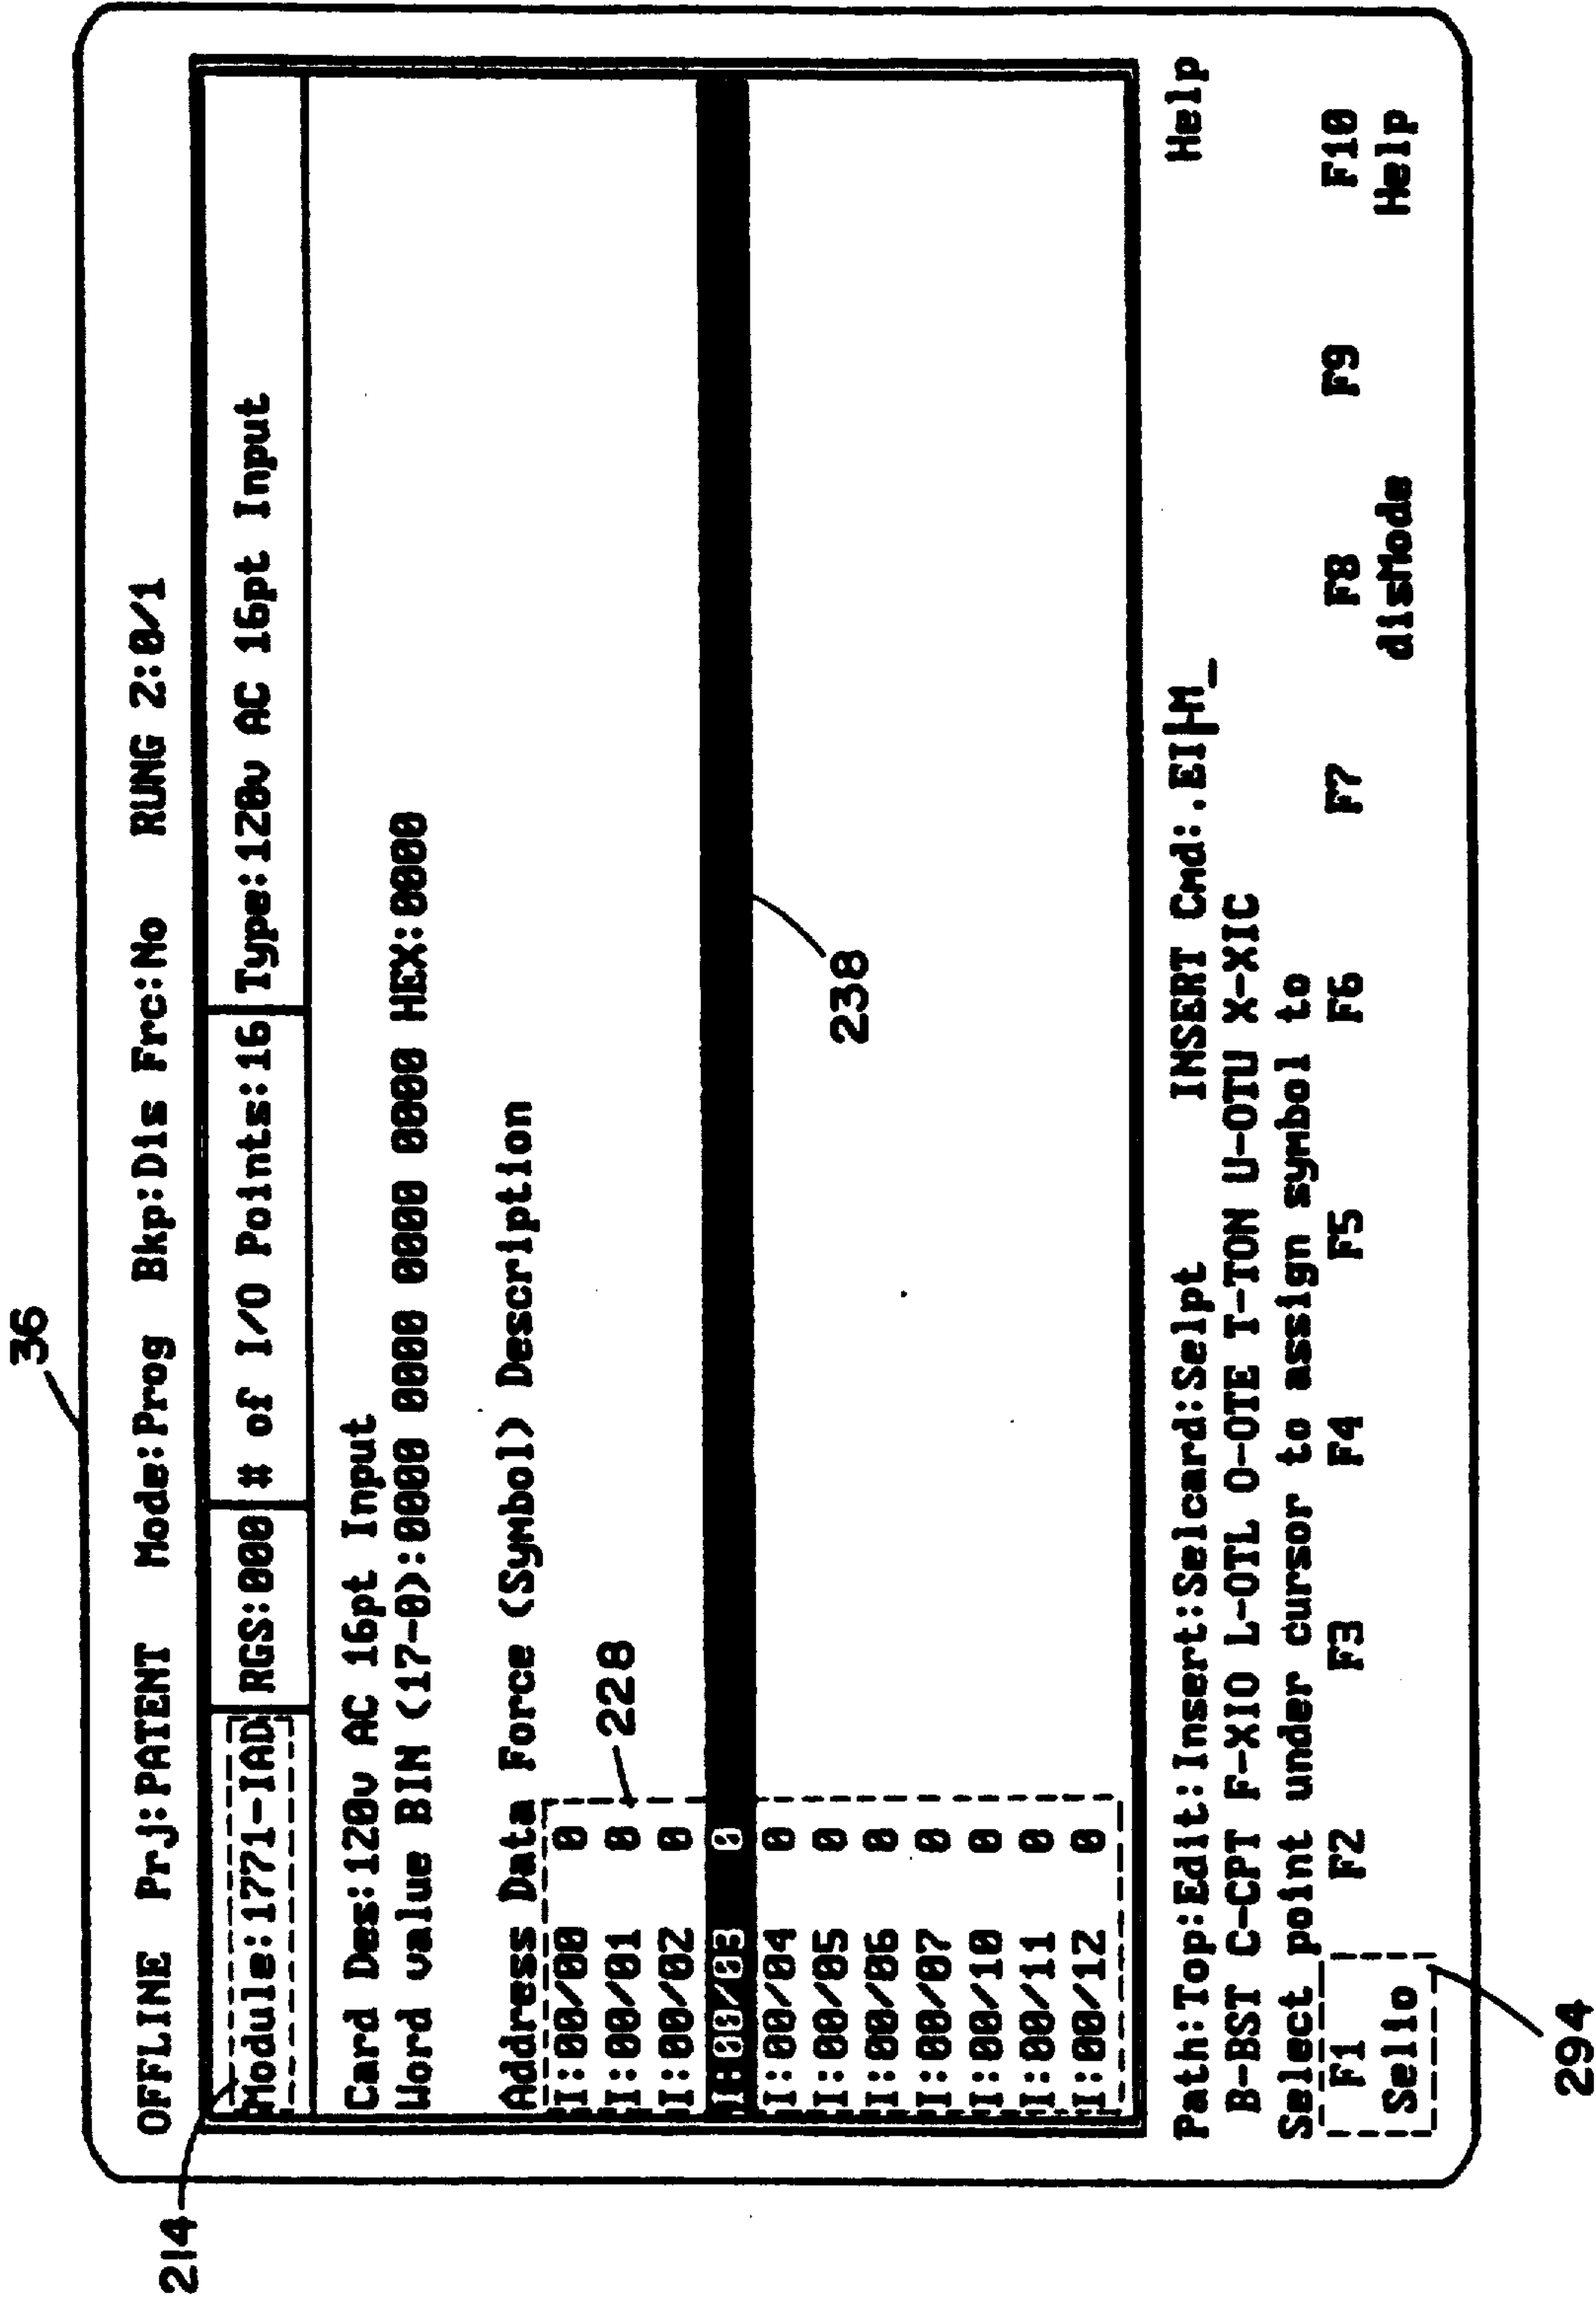 36
OFFLINE Prj:PATENT Mode:Prog Bkp:Dis Frc:No RUNG 2:0/1
214
Module:1771-IAD RGS:000 # of I/O Points:16 Type:120v AC 16pt Input
Card Des:120v AC 16pt Input
Word value BIN (17-0):0000 0000 0000 0000 HEX:0000
Address Data Force (Symbol) Description
228
I:00/00 0
I:00/01 0
I:00/02 0
I:00/03 0
I:00/04 0
I:00/05 0
I:00/06 0
I:00/07 0
I:00/10 0
I:00/11 0
I:00/12 0
238
Path:Top:Edit:Insert:Selcard:Selpt INSERT Cmd:.EI|-M_ Help
B-BST C-CPT F-XIO L-OTL O-OTE T-TON U-OTU X-XIC
Select point under cursor to assign symbol to
F1 F2 F3 F4 F5 F6 F7 F8 F9 F10
Selio disMode Help
294